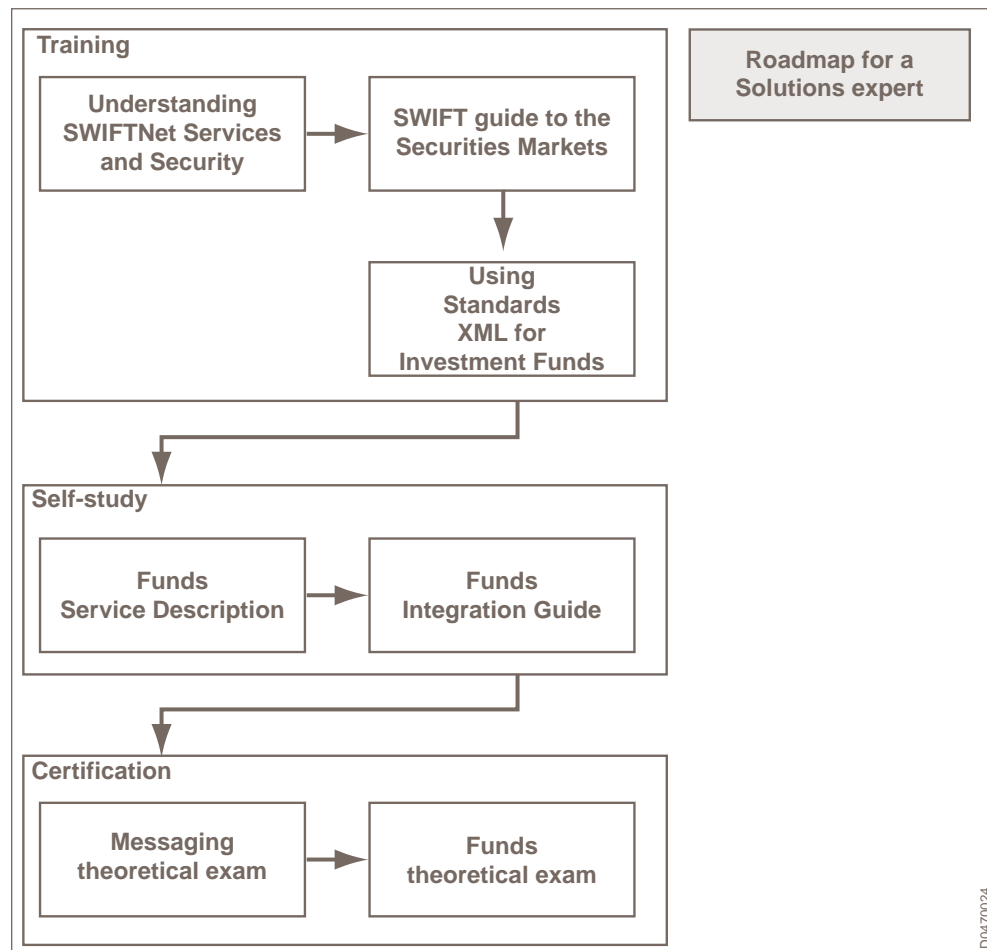 Training
Roadmap for a
Solutions expert
Understanding
SWIFTNet Services
and Security
SWIFT guide to the
Securities Markets
Using
Standards
XML for
Investment Funds
Self-study
Funds
Service Description
Funds
Integration Guide
Certification
Messaging
theoretical exam
Funds
theoretical exam
D0470024